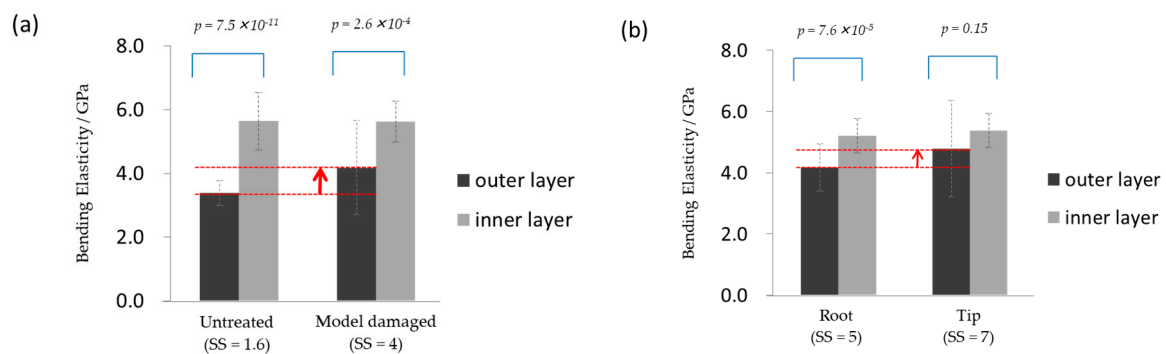 (a)
p = 7.5 ×10-11
p = 2.6 ×10-4
8.0
6.0
4.0
2.0
0.0
Bending Elasticity / GPa
Untreated
(SS = 1.6)
Model damaged
(SS = 4)
outer layer
inner layer
(b)
p = 7.6 ×10-5
p = 0.15
8.0
6.0
4.0
2.0
0.0
Bending Elasticity / GPa
Root
(SS = 5)
Tip
(SS = 7)
outer layer
inner layer